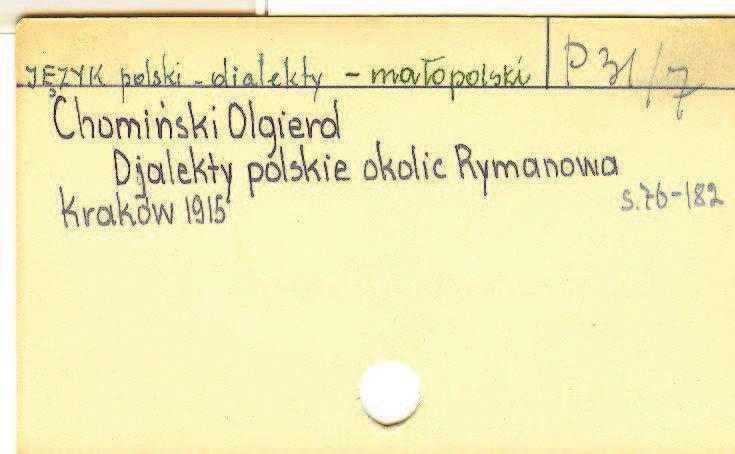 JĘZYK polski - dialekty - małopolski
P 31/7
Chomiński Olgierd
Djalekty polskie okolic Rymanowa
Kraków 1915
s. 76-182